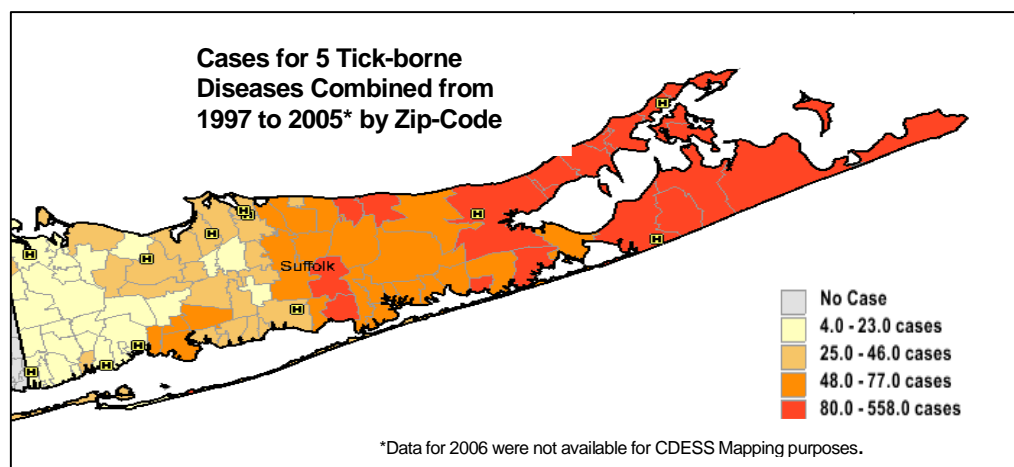 Cases for 5 Tick-borne
Diseases Combined from
1997 to 2005* by Zip-Code
H
H
H
H
H
H
Suffolk
H
H
H
H
H
H
No Case
4.0 - 23.0 cases
25.0 - 46.0 cases
48.0 - 77.0 cases
80.0 - 558.0 cases
*Data for 2006 were not available for CDESS Mapping purposes.